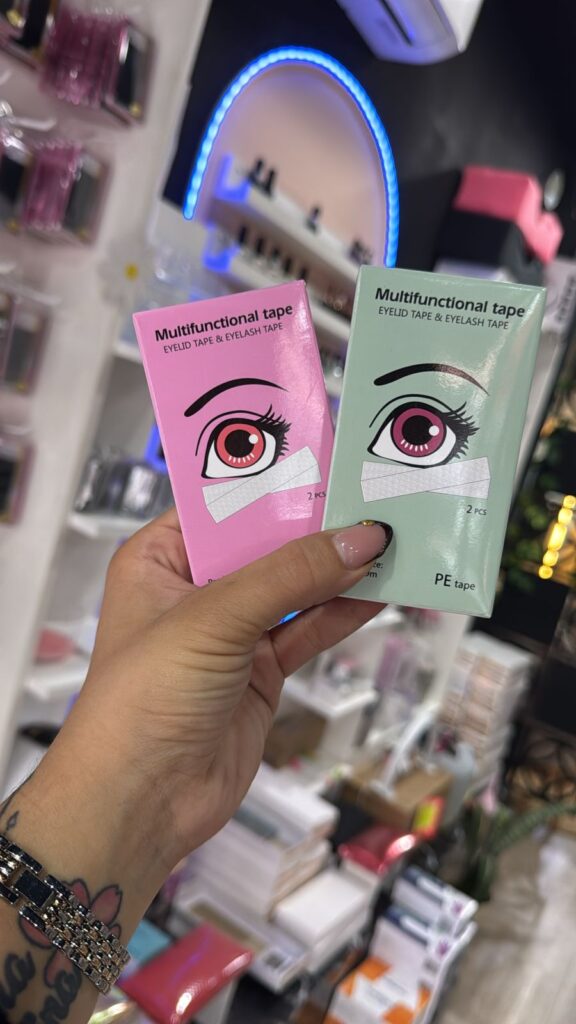 Multifunctional tape
EYELID TAPE & EYELASH TAPE
2 PCS
Multifunctional tape
EYELID TAPE & EYELASH TAPE
2 PCS
PE tape